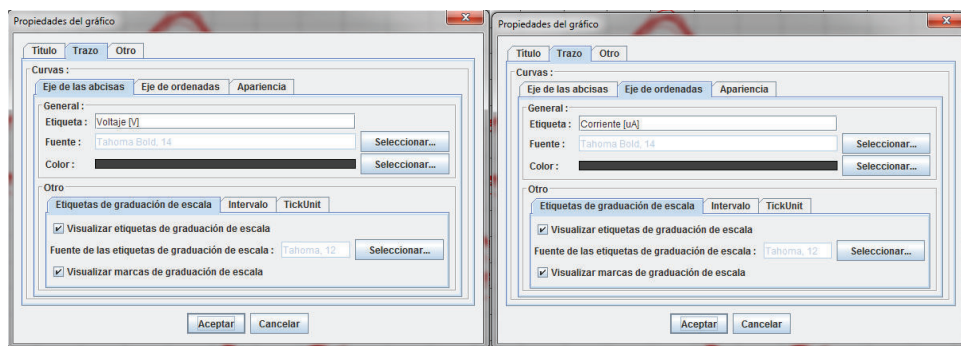 Propiedades del gráfico
Título Trazo Otro
Curvas :
Eje de las abcisas Eje de ordenadas Apariencia
General :
Etiqueta : Voltaje [V]
Fuente : Tahoma Bold, 14 Seleccionar...
Color : Seleccionar...
Otro
Etiquetas de graduación de escala Intervalo TickUnit
Visualizar etiquetas de graduación de escala
Fuente de las etiquetas de graduación de escala : Tahoma, 12 Seleccionar...
Visualizar marcas de graduación de escala
Aceptar Cancelar
Propiedades del gráfico
Título Trazo Otro
Curvas :
Eje de las abcisas Eje de ordenadas Apariencia
General :
Etiqueta : Corriente [uA]
Fuente : Tahoma Bold, 14 Seleccionar...
Color : Seleccionar...
Otro
Etiquetas de graduación de escala Intervalo TickUnit
Visualizar etiquetas de graduación de escala
Fuente de las etiquetas de graduación de escala : Tahoma, 12 Seleccionar...
Visualizar marcas de graduación de escala
Aceptar Cancelar